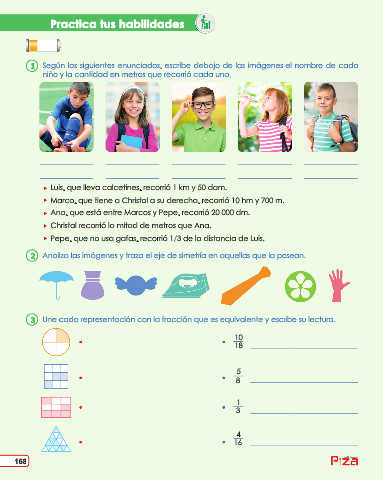 Practica tus habilidades
1 Según los siguientes enunciados, escribe debajo de las imágenes el nombre de cada
niño y la cantidad en metros que recorrió cada uno.
▸ Luis, que lleva calcetines, recorrió 1 km y 50 dam.
▸ Marco, que tiene a Christal a su derecha, recorrió 10 hm y 700 m.
▸ Ana, que está entre Marcos y Pepe, recorrió 20 000 dm.
▸ Christal recorrió la mitad de metros que Ana.
▸ Pepe, que no usa gafas, recorrió 1/3 de la distancia de Luis.
2 Analiza las imágenes y traza el eje de simetría en aquellas que lo posean.
3 Une cada representación con la fracción que es equivalente y escribe su lectura.
10
18
5
8
1
3
4
16
168
Piza